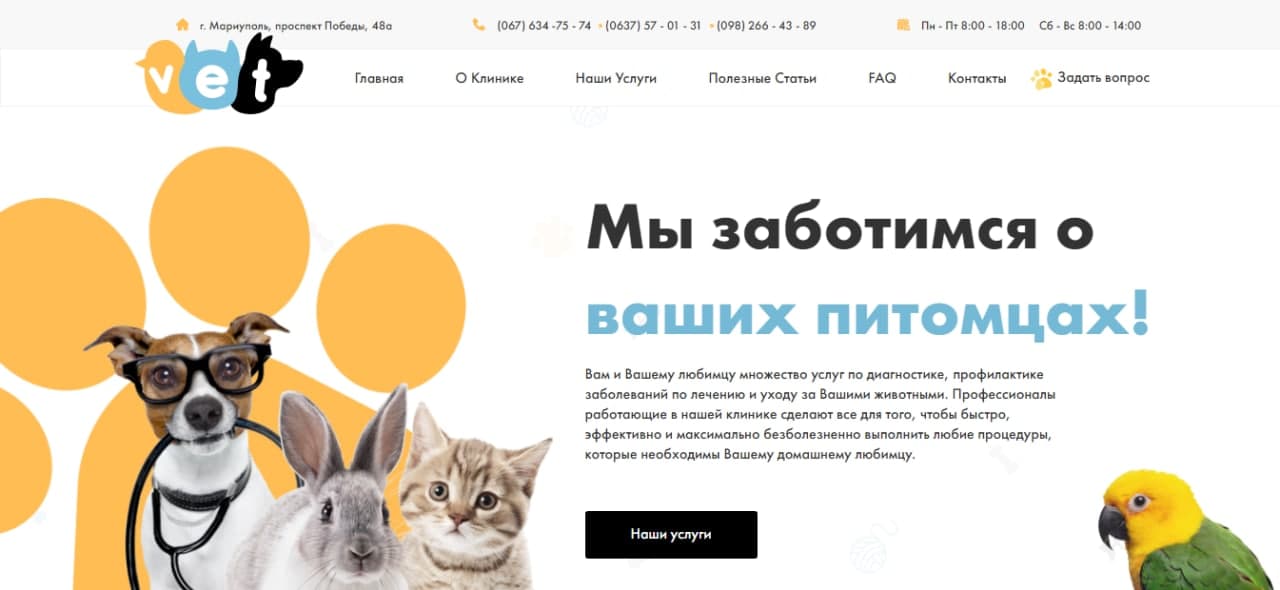 г. Мариуполь, проспект Победы, 48а
(067) 634 -75 - 74 • (0637) 57 - 01 - 31 • (098) 266 - 43 - 89
Пн - Пт 8:00 - 18:00 Сб - Вс 8:00 - 14:00
vet
Главная
О Клинике
Наши Услуги
Полезные Статьи
FAQ
Контакты
Задать вопрос
Мы заботимся о
ваших питомцах!
Вам и Вашему любимцу множество услуг по диагностике, профилактике
заболеваний по лечению и уходу за Вашими животными. Профессионалы
работающие в нашей клинике сделают все для того, чтобы быстро,
эффективно и максимально безболезненно выполнить любие процедуры,
которые необходимы Вашему домашнему любимцу.
Наши услуги